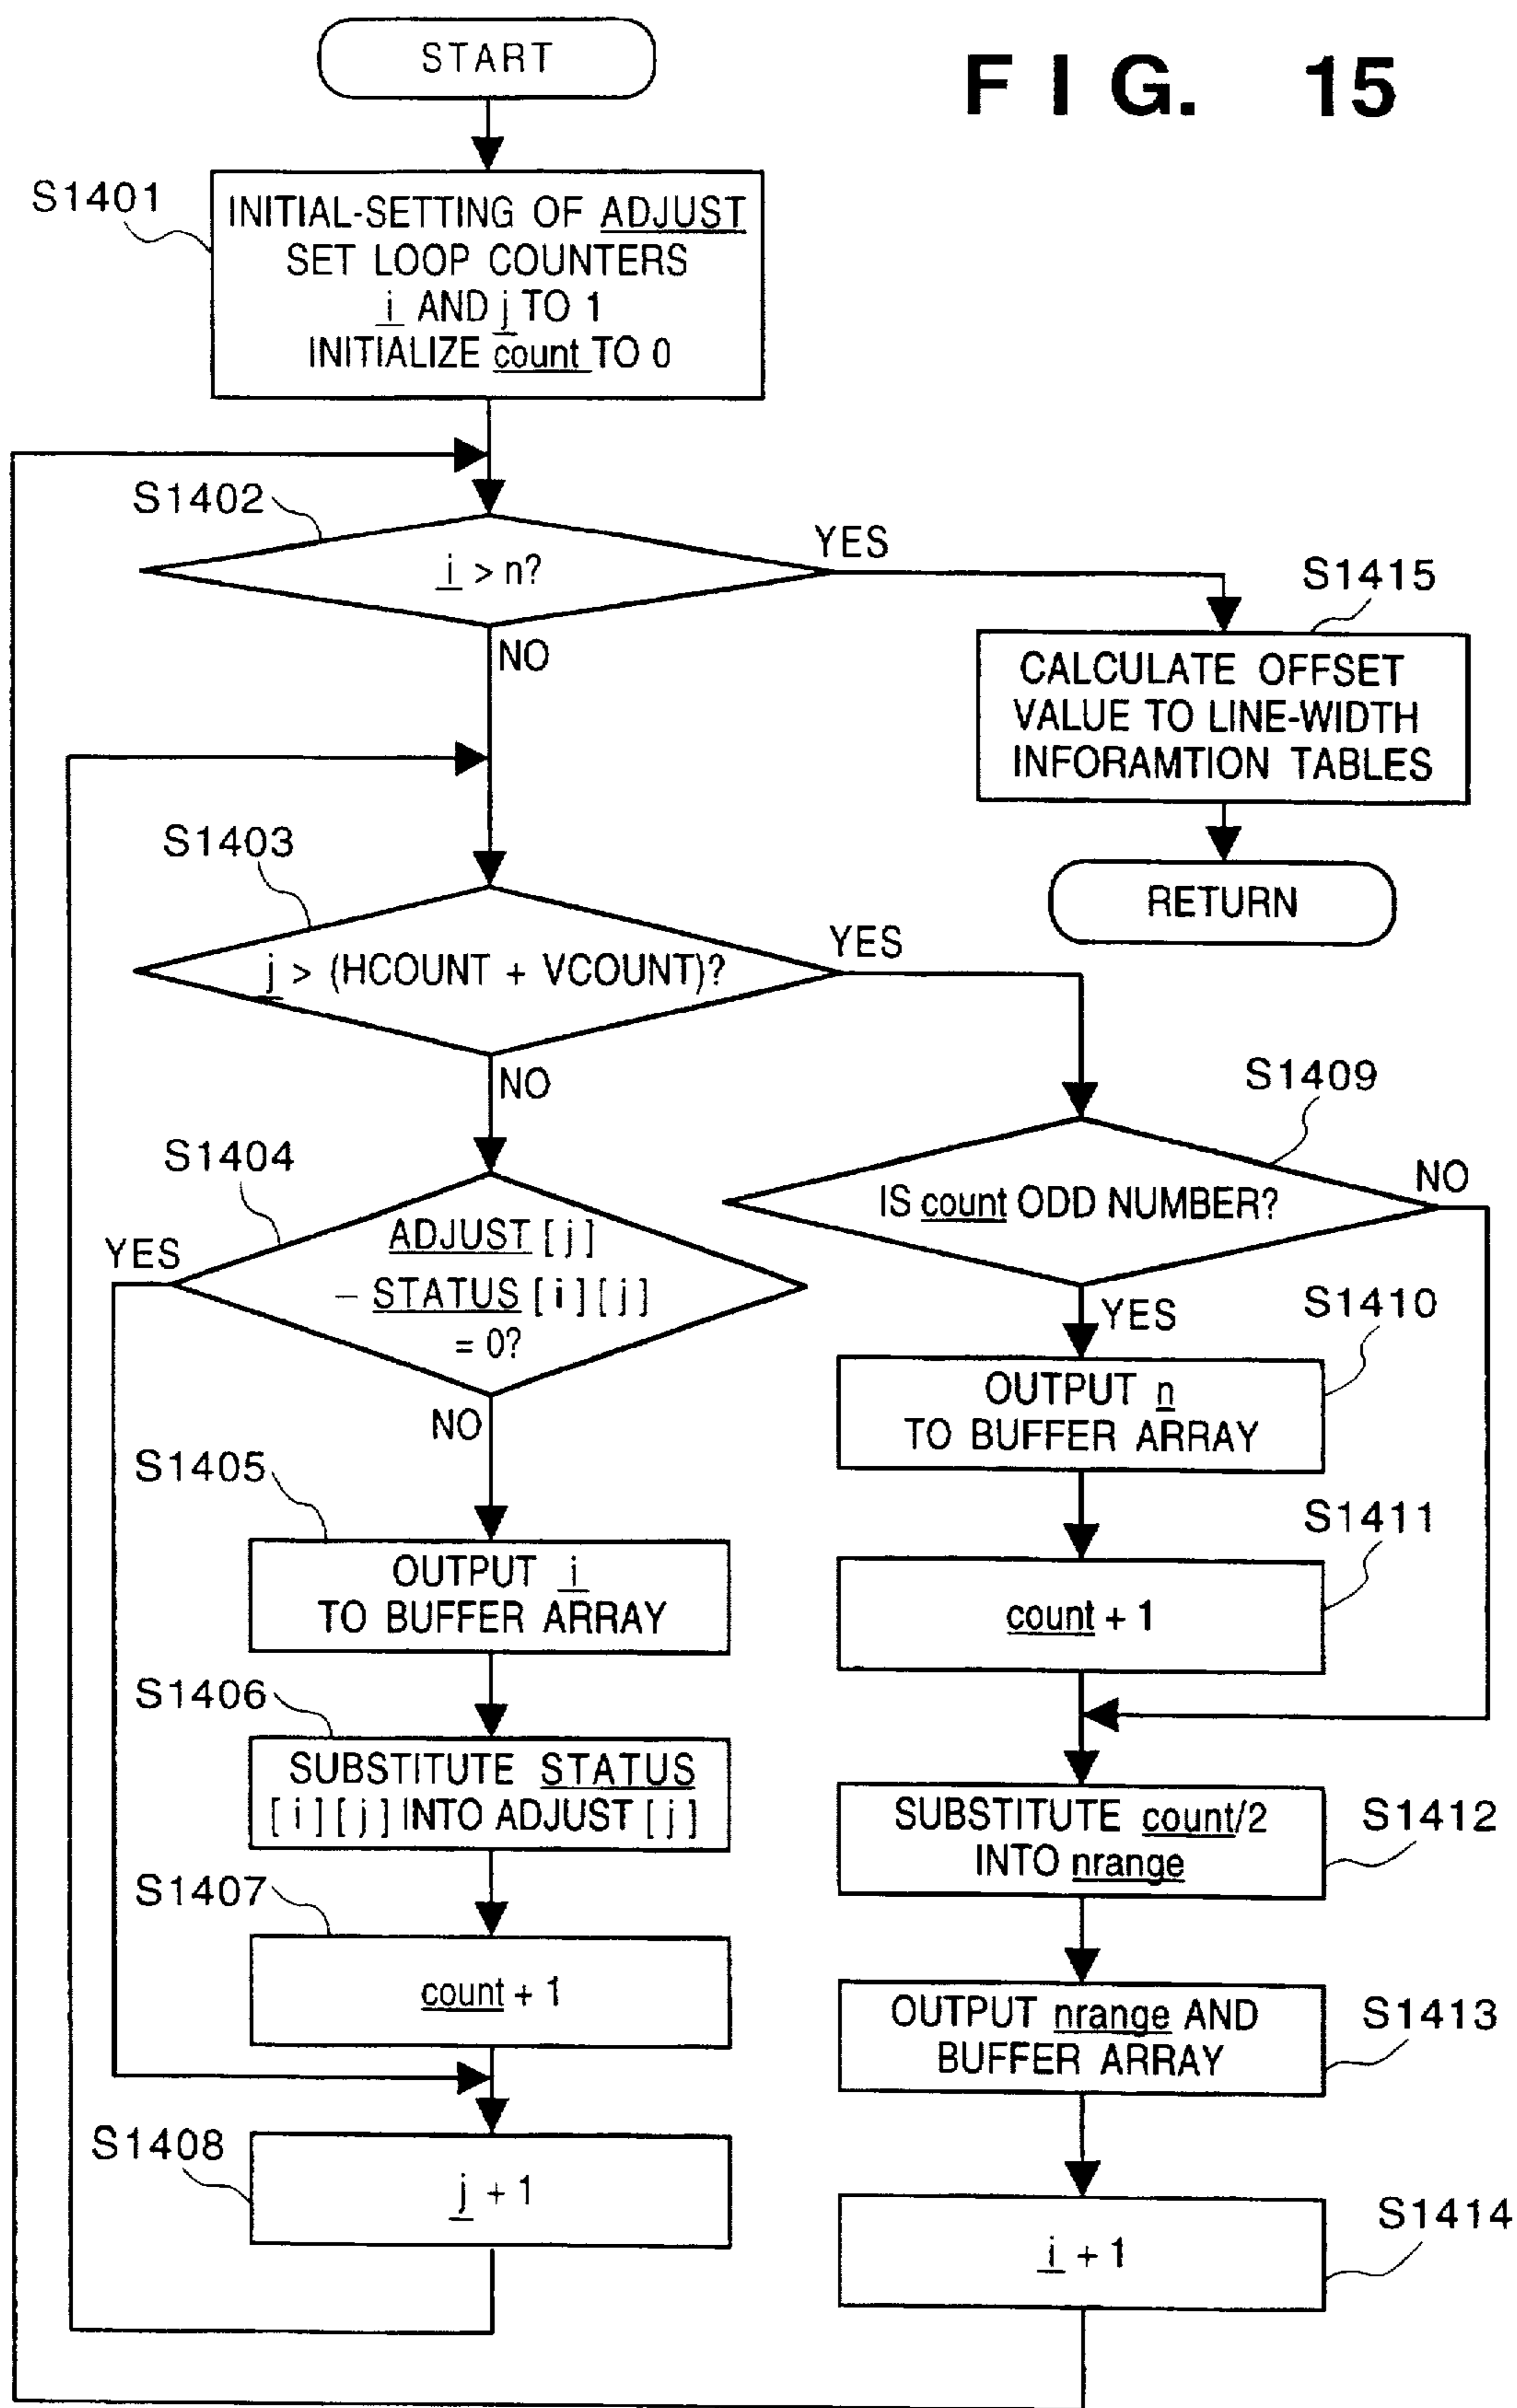 START
F I G. 15
S1401
INITIAL-SETTING OF ADJUST
SET LOOP COUNTERS
i AND j TO 1
INITIALIZE count TO 0
S1402
i > n?
YES
NO
S1415
CALCULATE OFFSET
VALUE TO LINE-WIDTH
INFORAMTION TABLES
RETURN
S1403
j > (HCOUNT + VCOUNT)?
YES
NO
S1404
YES
ADJUST [ j ]
– STATUS [ i ] [ j ]
= 0?
NO
S1405
OUTPUT i
TO BUFFER ARRAY
S1406
SUBSTITUTE STATUS
[ i ] [ j ] INTO ADJUST [ j ]
S1407
count + 1
S1408
j + 1
S1409
IS count ODD NUMBER?
NO
YES
S1410
OUTPUT n
TO BUFFER ARRAY
S1411
count + 1
S1412
SUBSTITUTE count/2
INTO nrange
S1413
OUTPUT nrange AND
BUFFER ARRAY
S1414
i + 1